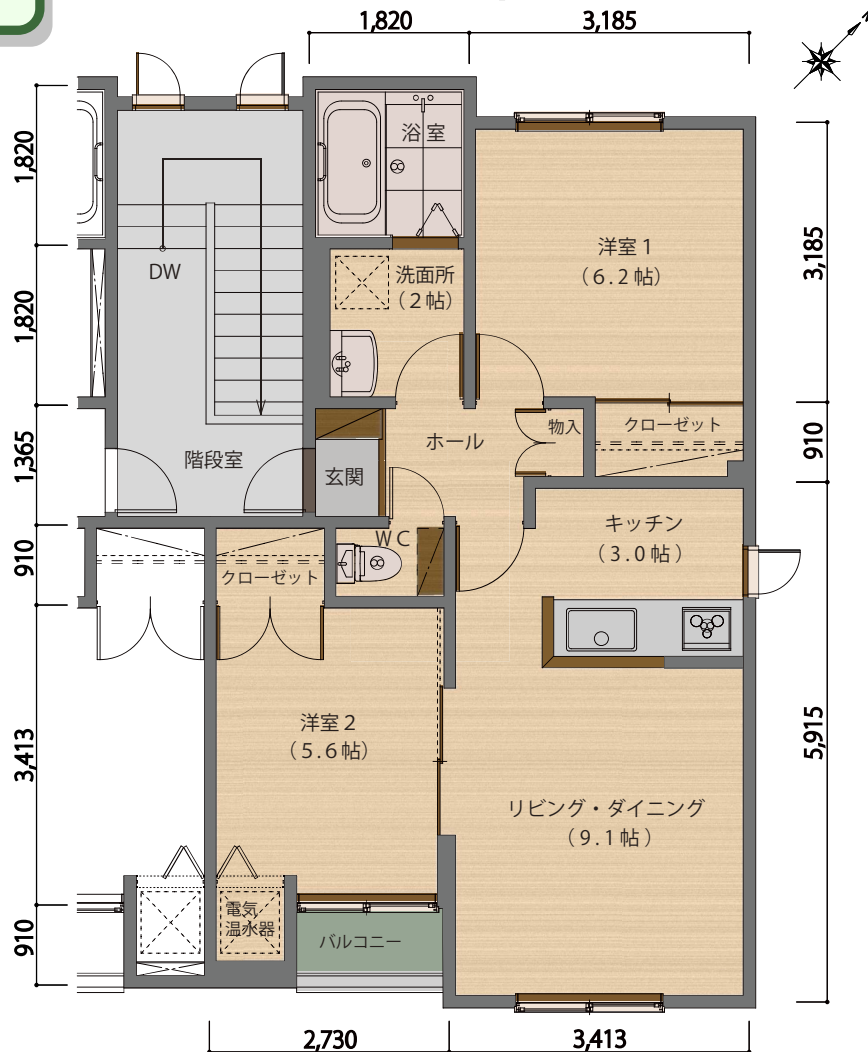 1,820
3,185
1,820
1,820
1,365
910
3,413
910
3,185
910
5,915
浴室
洋室1
（6.2帖）
洗面所
（2帖）
DW
階段室
玄関
ホール
物入
クローゼット
キッチン
（3.0帖）
WC
クローゼット
洋室2
（5.6帖）
リビング・ダイニング
（9.1帖）
電気
温水器
バルコニー
2,730
3,413